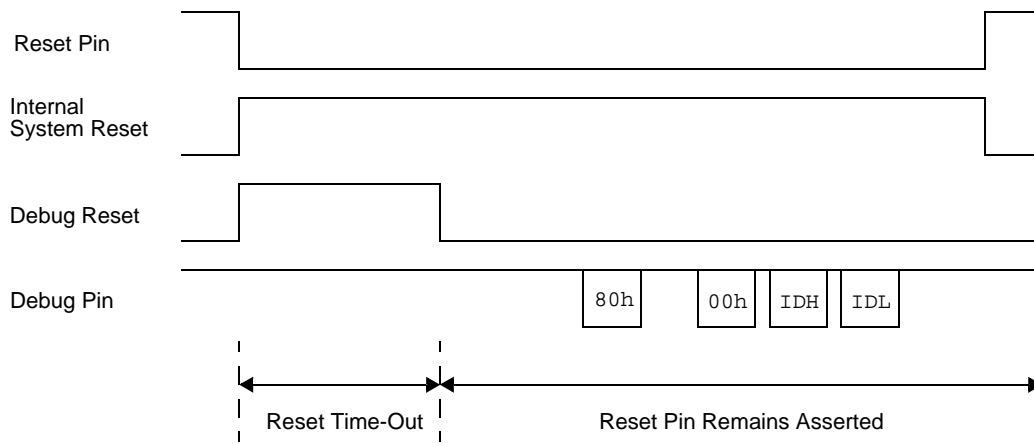 Reset Pin
Internal
System Reset
Debug Reset
Debug Pin
80h
00h
IDH
IDL
Reset Time-Out
Reset Pin Remains Asserted